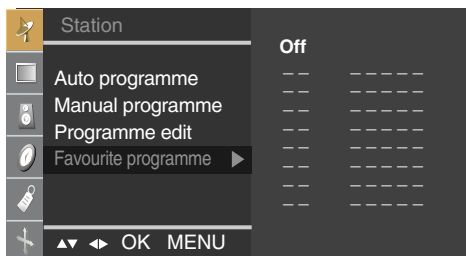 Station
Auto programme
Manual programme
Programme edit
Favourite programme ▶
▲▼ ◀▶ OK MENU
Off
– – – – – – –
– – – – – – –
– – – – – – –
– – – – – – –
– – – – – – –
– – – – – – –
– – – – – – –
– – – – – – –